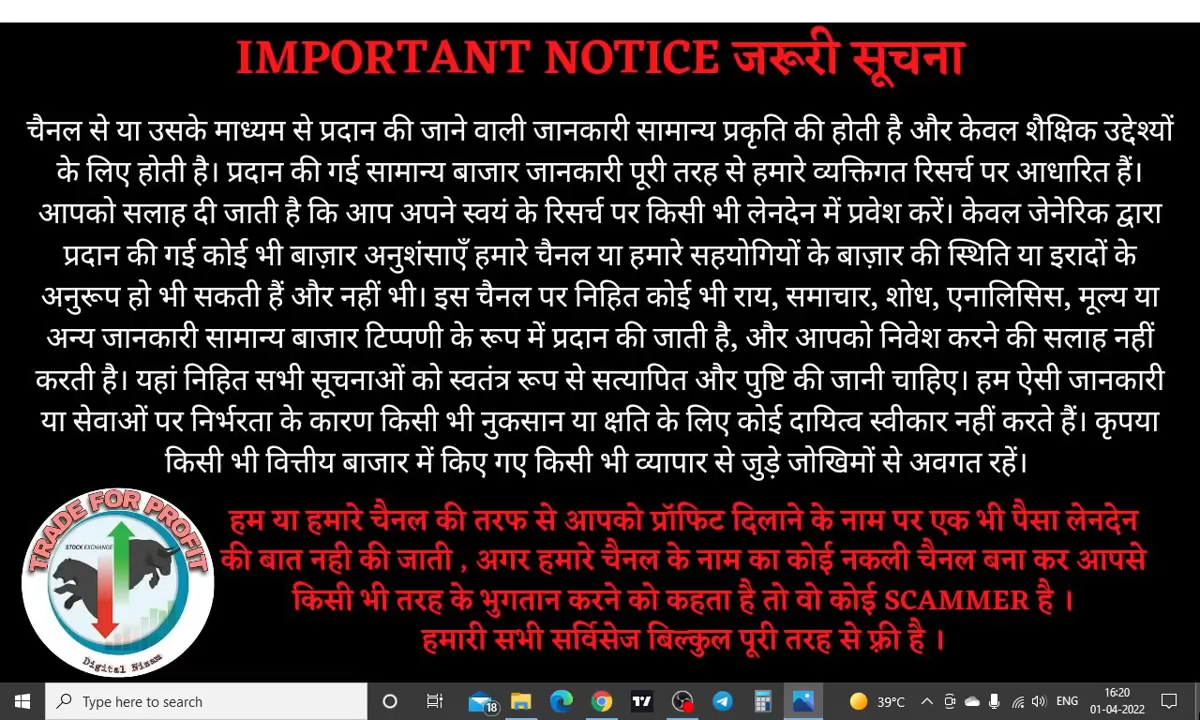 IMPORTANT NOTICE जरूरी सूचना
चैनल से या उसके माध्यम से प्रदान की जाने वाली जानकारी सामान्य प्रकृति की होती है और केवल शैक्षिक उद्देश्यों
के लिए होती है। प्रदान की गई सामान्य बाजार जानकारी पूरी तरह से हमारे व्यक्तिगत रिसर्च पर आधारित हैं।
आपको सलाह दी जाती है कि आप अपने स्वयं के रिसर्च पर किसी भी लेनदेन में प्रवेश करें। केवल जेनेरिक द्वारा
प्रदान की गई कोई भी बाज़ार अनुशंसाएँ हमारे चैनल या हमारे सहयोगियों के बाज़ार की स्थिति या इरादों के
अनुरूप हो भी सकती हैं और नहीं भी। इस चैनल पर निहित कोई भी राय, समाचार, शोध, एनालिसिस, मूल्य या
अन्य जानकारी सामान्य बाजार टिप्पणी के रूप में प्रदान की जाती है, और आपको निवेश करने की सलाह नहीं
करती है। यहां निहित सभी सूचनाओं को स्वतंत्र रूप से सत्यापित और पुष्टि की जानी चाहिए। हम ऐसी जानकारी
या सेवाओं पर निर्भरता के कारण किसी भी नुकसान या क्षति के लिए कोई दायित्व स्वीकार नहीं करते हैं। कृपया
किसी भी वित्तीय बाजार में किए गए किसी भी व्यापार से जुड़े जोखिमों से अवगत रहें।
TRADE FOR PROFIT
STOCK EXCHANGE
Digital Nizam
हम या हमारे चैनल की तरफ से आपको प्रॉफिट दिलाने के नाम पर एक भी पैसा लेनदेन
की बात नही की जाती , अगर हमारे चैनल के नाम का कोई नकली चैनल बना कर आपसे
किसी भी तरह के भुगतान करने को कहता है तो वो कोई SCAMMER है ।
हमारी सभी सर्विसेज बिल्कुल पूरी तरह से फ़्री है ।
Type here to search
18
39°C
ENG
16:20
01-04-2022